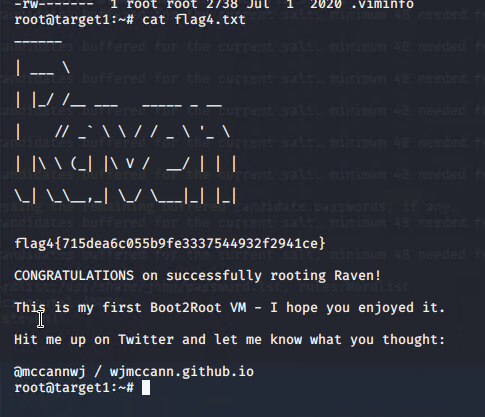 -rw------- 1 root root 2738 Jul 1 2020 .viminfo
root@target1:~# cat flag4.txt
______
| ___ \
| |_/ /__ ___   _____ _ __
|    // _` \ \ / / _ \ '_ \
| |\ \ (_| |\ V /  __/ | | |
\_| \_\__,_| \_/ \___|_| |_|
flag4{715dea6c055b9fe3337544932f2941ce}
CONGRATULATIONS on successfully rooting Raven!
This is my first Boot2Root VM - I hope you enjoyed it.
Hit me up on Twitter and let me know what you thought:
@mccannwj / wjmccann.github.io
root@target1:~#